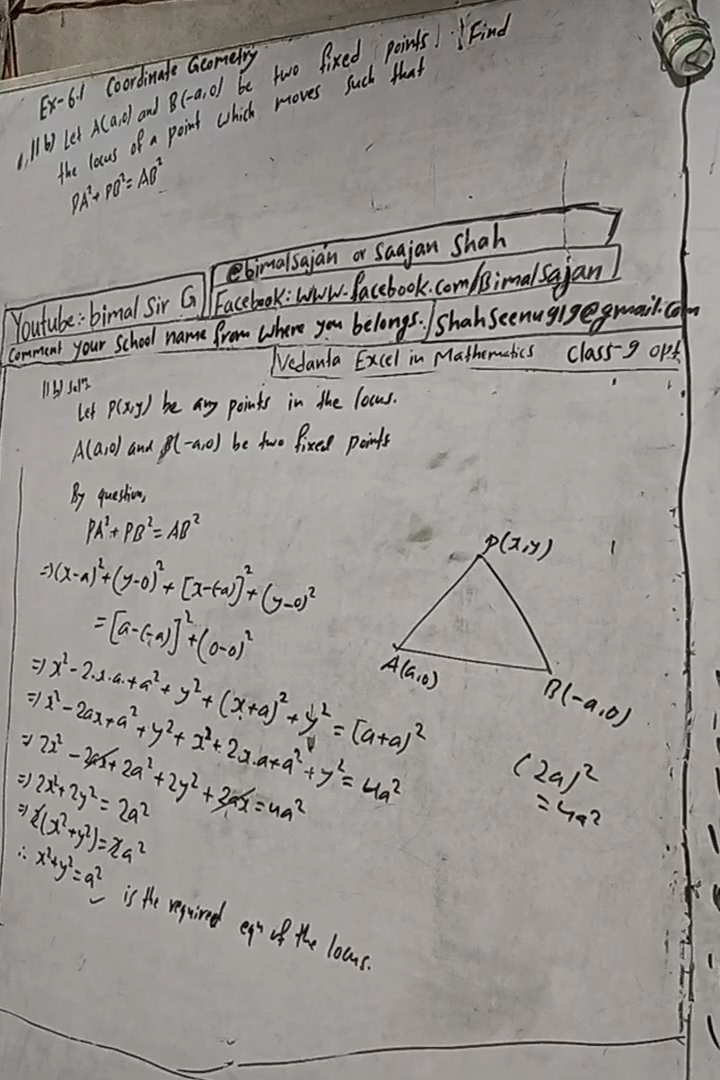 Ex-6.1 Coordinate Geometry
11 b) Let A(a,0) and B(-a,0) be two fixed points. Find
the locus of a point which moves such that
PA²+PB²=AB²
@bimalsajan or Saajan Shah
Youtube:- bimal Sir G
Facebook: WWW.facebook.com/Bimalsajan
Comment your School name from where you belongs. / Shahseenu919@gmail.com
Vedanta Excel in Mathematics Class-9 opt
11 b) solⁿ
Let P(x,y) be any points in the locus.
A(a,0) and B(-a,0) be two fixed points
By question,
PA²+PB²=AB²
=>(x-a)²+(y-0)²+[x-(-a)]²+(y-0)²
=[a-(-a)]²+(0-0)²
=> x²-2.x.a.+a²+y²+(x+a)²+y²=[a+a)²
=> x²-2ax+a²+y²+x²+2.x.a+a²+y²=4a²
=> 2x²-2ax+2a²+2y²+2ax=4a²
=> 2x²+2y²=2a²
=> 2(x²+y²)=2a²
∴ x²+y²=a² is the required eqⁿ of the locus.
P(x,y)
A(a,0)
B(-a,0)
(2a)²
=4a²